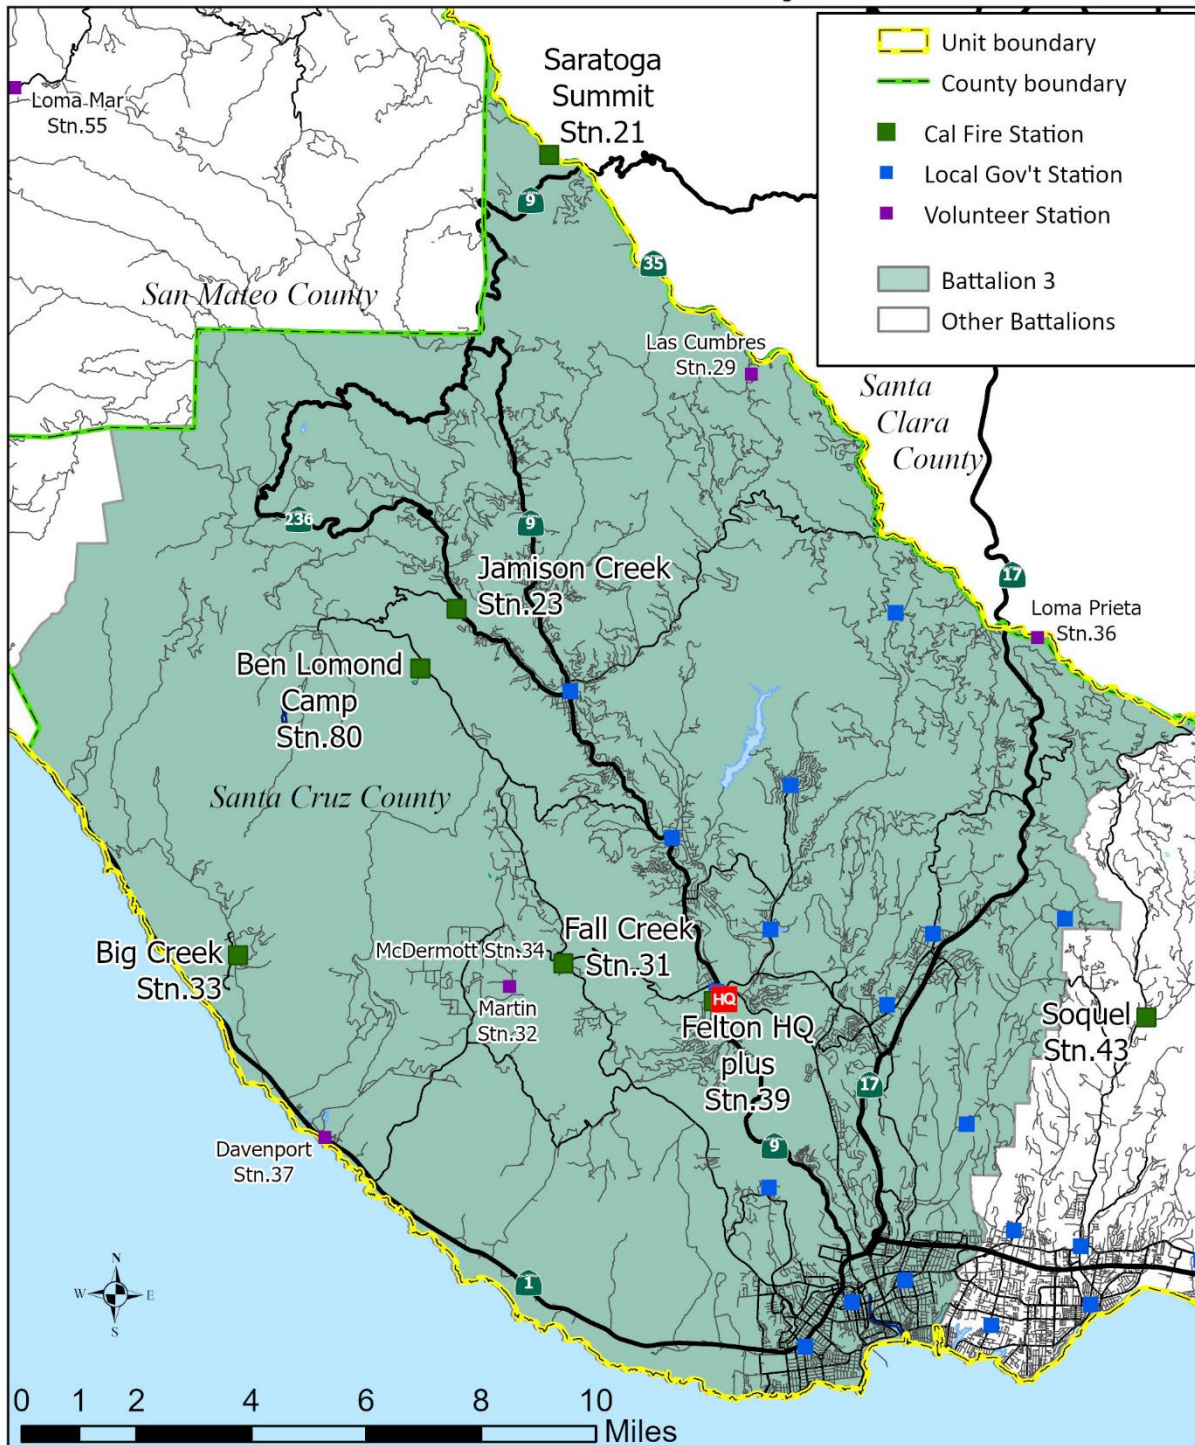 Unit boundary
County boundary
Cal Fire Station
Local Gov't Station
Volunteer Station
Battalion 3
Other Battalions
Saratoga
Summit
Stn.21
Loma Mar
Stn.55
9
35
San Mateo County
Las Cumbres
Stn.29
Santa
Clara
County
236
9
17
Jamison Creek
Stn.23
Loma Prieta
Stn.36
Ben Lomond
Camp
Stn.80
Santa Cruz County
Big Creek
Stn.33
McDermott Stn.34
Fall Creek
Stn.31
Martin
Stn.32
HQ
Felton HQ
plus
Stn.39
Soquel
Stn.43
17
9
Davenport
Stn.37
1
N
W
E
S
0 1 2 4 6 8 10
Miles